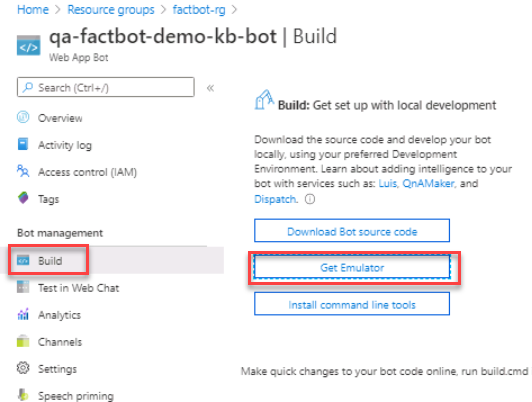 Home > Resource groups > factbot-rg >
qa-factbot-demo-kb-bot | Build
Web App Bot
Search (Ctrl+/)
«
Overview
Activity log
Access control (IAM)
Tags
Bot management
Build
Test in Web Chat
Analytics
Channels
Settings
Speech priming
Build: Get set up with local development
Download the source code and develop your bot
locally, using your preferred Development
Environment. Learn about adding intelligence to your
bot with services such as: Luis, QnAMaker, and
Dispatch.
Download Bot source code
Get Emulator
Install command line tools
Make quick changes to your bot code online, run build.cmd